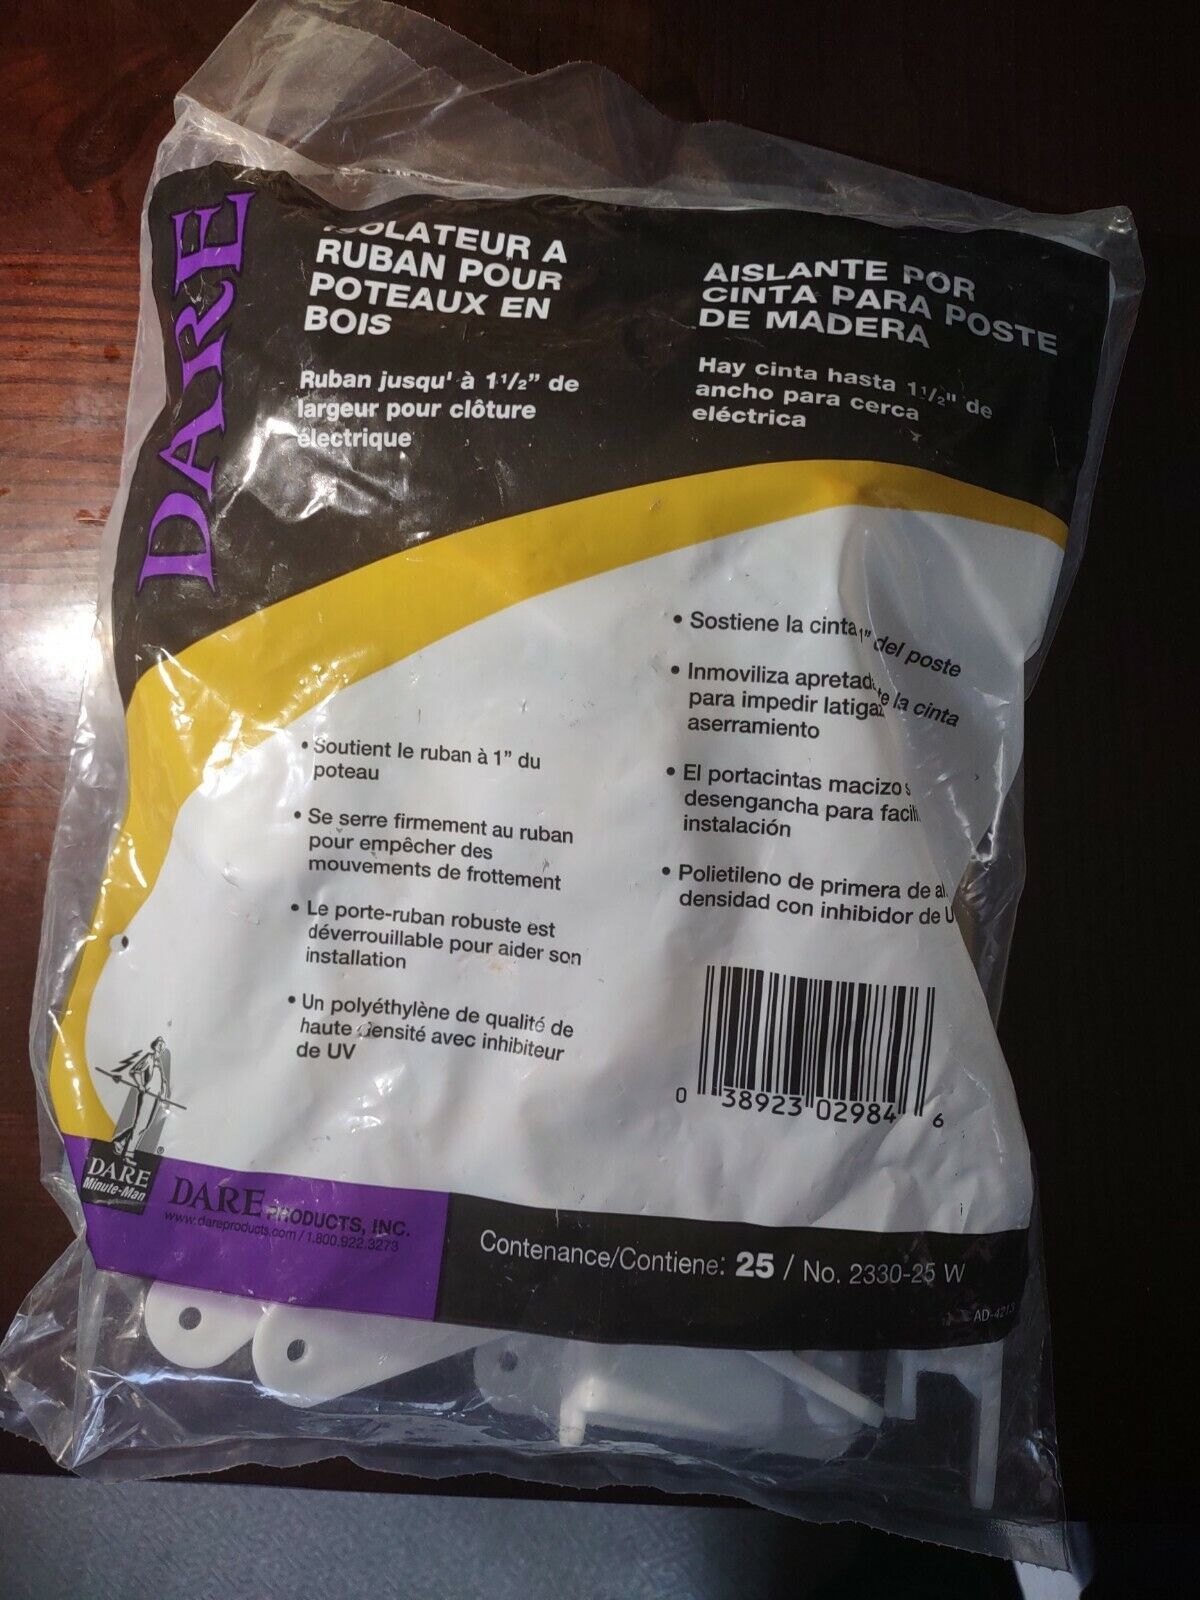 DARE
ISOLATEUR A
RUBAN POUR
POTEAUX EN
BOIS
Ruban jusqu' à 1 1/2” de
largeur pour clôture
électrique
AISLANTE POR
CINTA PARA POSTE
DE MADERA
Hay cinta hasta 1 1/2" de
ancho para cerca
eléctrica
• Soutient le ruban à 1” du
poteau
• Se serre firmement au ruban
pour empêcher des
mouvements de frottement
• Le porte-ruban robuste est
déverrouillable pour aider son
installation
• Un polyéthylène de qualité de
haute densité avec inhibiteur
de UV
• Sostiene la cinta 1” del poste
• Inmoviliza la cinta
para impedir
aserramiento
• El portacintas macizo
desengancha para
instalación
• Polietileno de primera de
densidad con inhibidor de
0 38923 02984 6
DARE
Minute-Man
®
DARE PRODUCTS, INC.
www.dareproducts.com / 1.800.922.3273
Contenance/Contiene: 25 / No. 2330-25 W
AD-4213